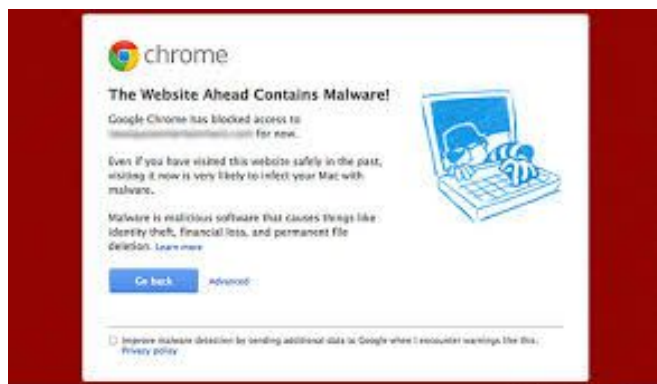 chrome
The Website Ahead Contains Malware!
Google Chrome has blocked access to
for now.
Even if you have visited this website safely in the past,
visiting it now is very likely to infect your Mac with
malware.
Malware is malicious software that causes things like
identity theft, financial loss, and permanent file
deletion. Learn more
Go back
Advanced
Improve malware detection by sending additional data to Google when I encounter warnings like this.
Privacy policy